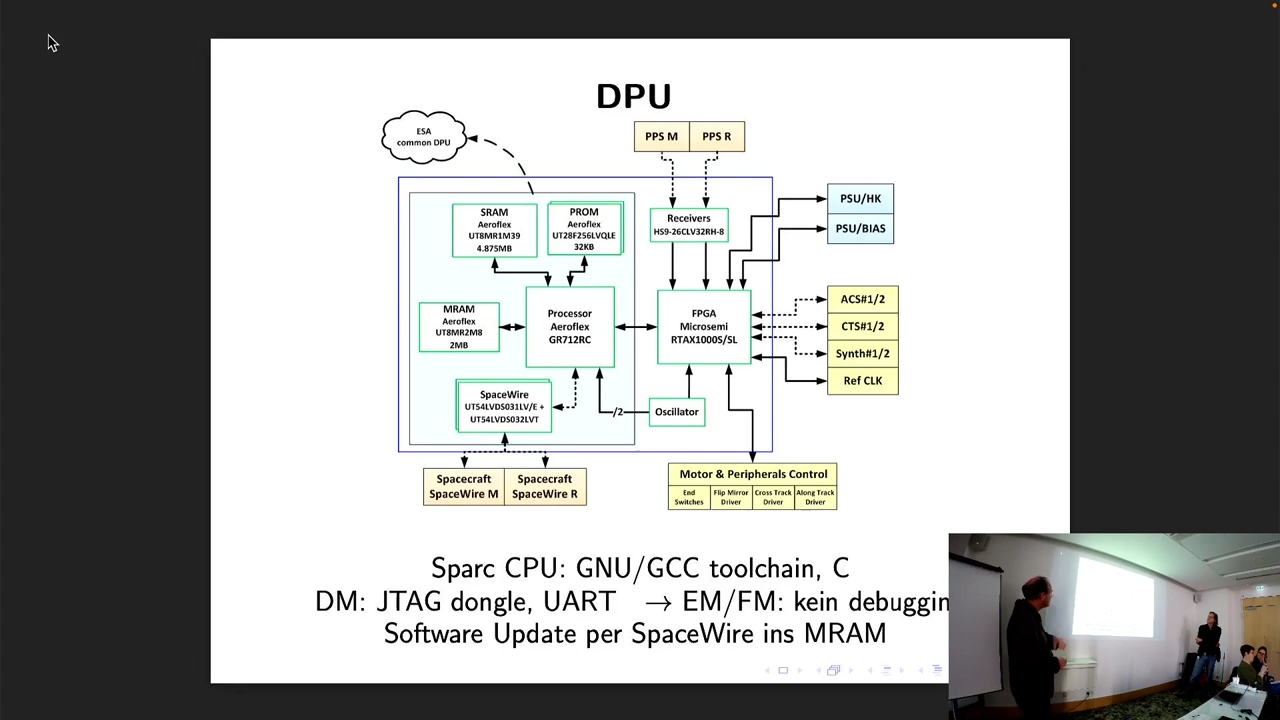 DPU
ESA
common DPU
PPS M
PPS R
SRAM
Aeroflex
UT8MR1M39
4.875MB
PROM
Aeroflex
UT28F256LVQLE
32KB
Receivers
HS9-26CLV32RH-8
PSU/HK
PSU/BIAS
MRAM
Aeroflex
UT8MR2M8
2MB
Processor
Aeroflex
GR712RC
FPGA
Microsemi
RTAX1000S/SL
ACS#1/2
CTS#1/2
Synth#1/2
Ref CLK
SpaceWire
UT54LVDS031LV/E +
UT54LVDS032LVT
/2
Oscillator
Spacecraft
SpaceWire M
Spacecraft
SpaceWire R
Motor & Peripherals Control
End
Switches
Flip Mirror
Driver
Cross Track
Driver
Along Track
Driver
Sparc CPU: GNU/GCC toolchain, C
DM: JTAG dongle, UART → EM/FM: kein debuggin
Software Update per SpaceWire ins MRAM